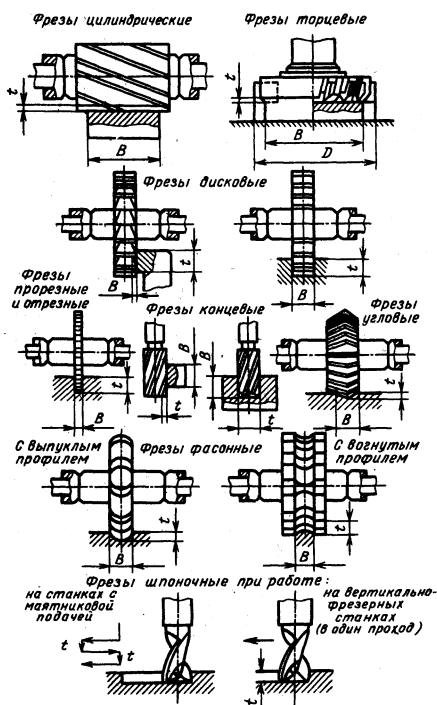 Фрезы цилиндрические
Фрезы торцевые
t
B
t
B
D
Фрезы дисковые
t
B
t
B
Фрезы
прорезные
и отрезные
Фрезы концевые
Фрезы
угловые
t
B
B
t
B
t
t
B
С выпуклым
профилем
Фрезы фасонные
С вогнутым
профилем
t
B
t
B
Фрезы шпоночные при работе:
на станках с
маятниковой
подачей
на вертикально-
фрезерных
станках
(в один проход)
t
t
t